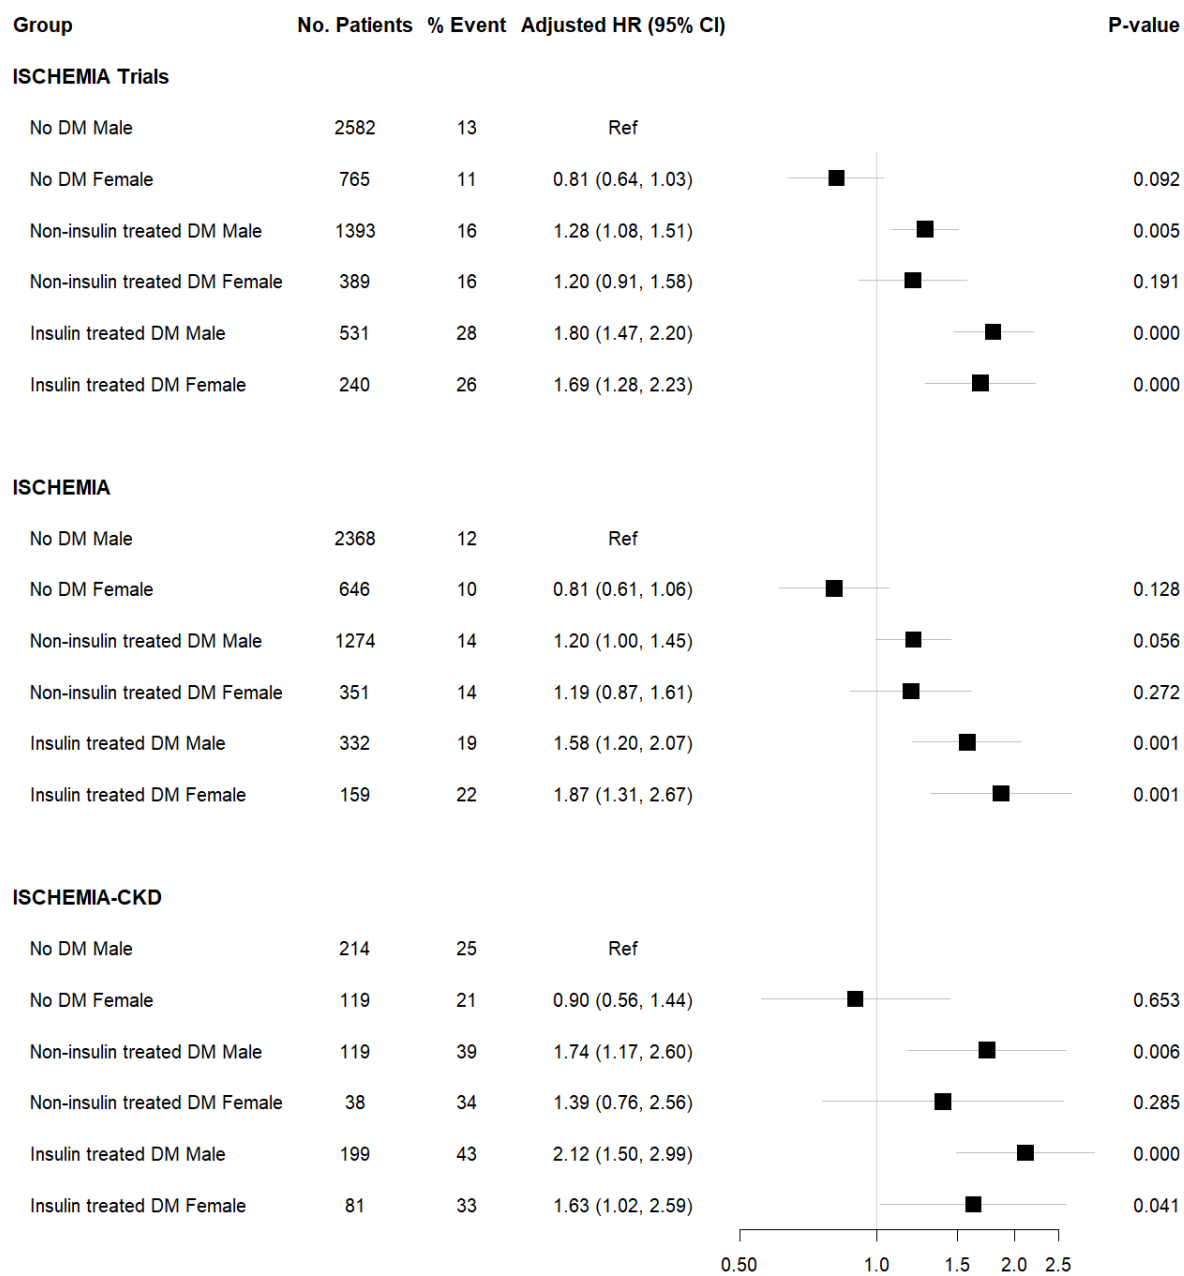 Group No. Patients % Event Adjusted HR (95% CI) P-value
ISCHEMIA Trials
No DM Male 2582 13 Ref
No DM Female 765 11 0.81 (0.64, 1.03) 0.092
Non-insulin treated DM Male 1393 16 1.28 (1.08, 1.51) 0.005
Non-insulin treated DM Female 389 16 1.20 (0.91, 1.58) 0.191
Insulin treated DM Male 531 28 1.80 (1.47, 2.20) 0.000
Insulin treated DM Female 240 26 1.69 (1.28, 2.23) 0.000
ISCHEMIA
No DM Male 2368 12 Ref
No DM Female 646 10 0.81 (0.61, 1.06) 0.128
Non-insulin treated DM Male 1274 14 1.20 (1.00, 1.45) 0.056
Non-insulin treated DM Female 351 14 1.19 (0.87, 1.61) 0.272
Insulin treated DM Male 332 19 1.58 (1.20, 2.07) 0.001
Insulin treated DM Female 159 22 1.87 (1.31, 2.67) 0.001
ISCHEMIA-CKD
No DM Male 214 25 Ref
No DM Female 119 21 0.90 (0.56, 1.44) 0.653
Non-insulin treated DM Male 119 39 1.74 (1.17, 2.60) 0.006
Non-insulin treated DM Female 38 34 1.39 (0.76, 2.56) 0.285
Insulin treated DM Male 199 43 2.12 (1.50, 2.99) 0.000
Insulin treated DM Female 81 33 1.63 (1.02, 2.59) 0.041
0.50 1.0 1.5 2.0 2.5